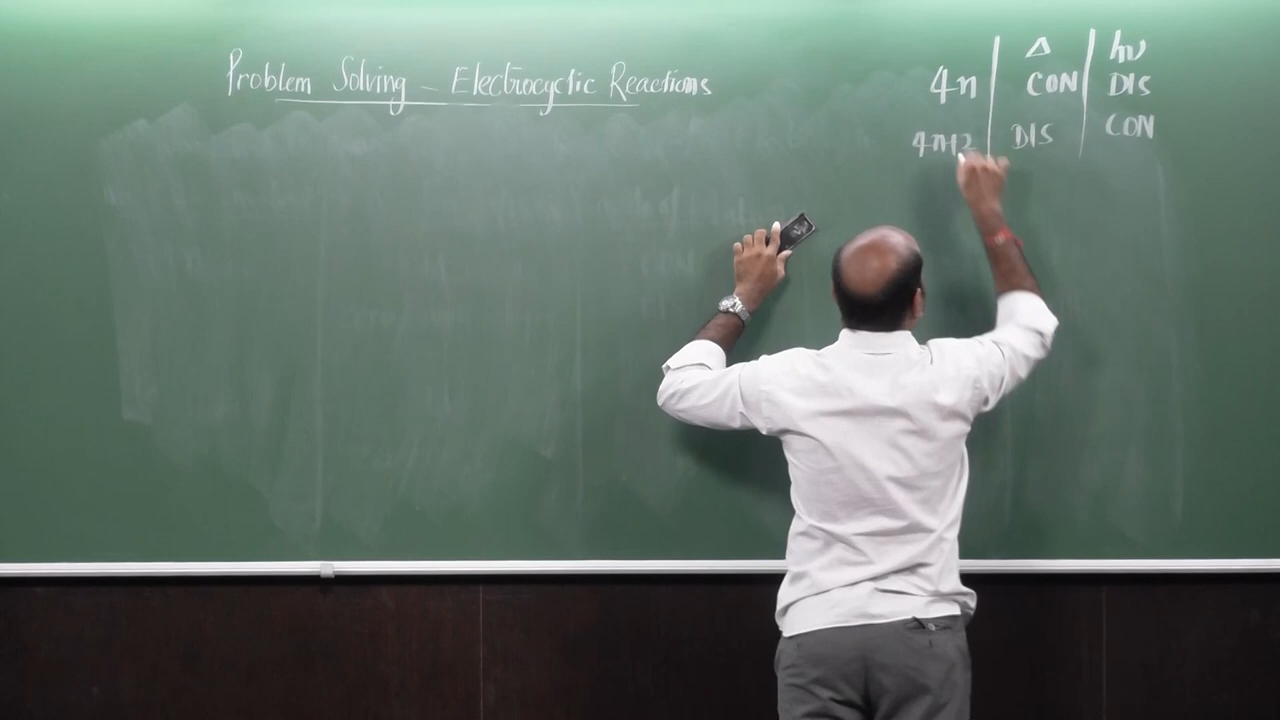 Problem Solving - Electrocyclic Reactions
Δ hν
4n CON DIS
4n+2 DIS CON